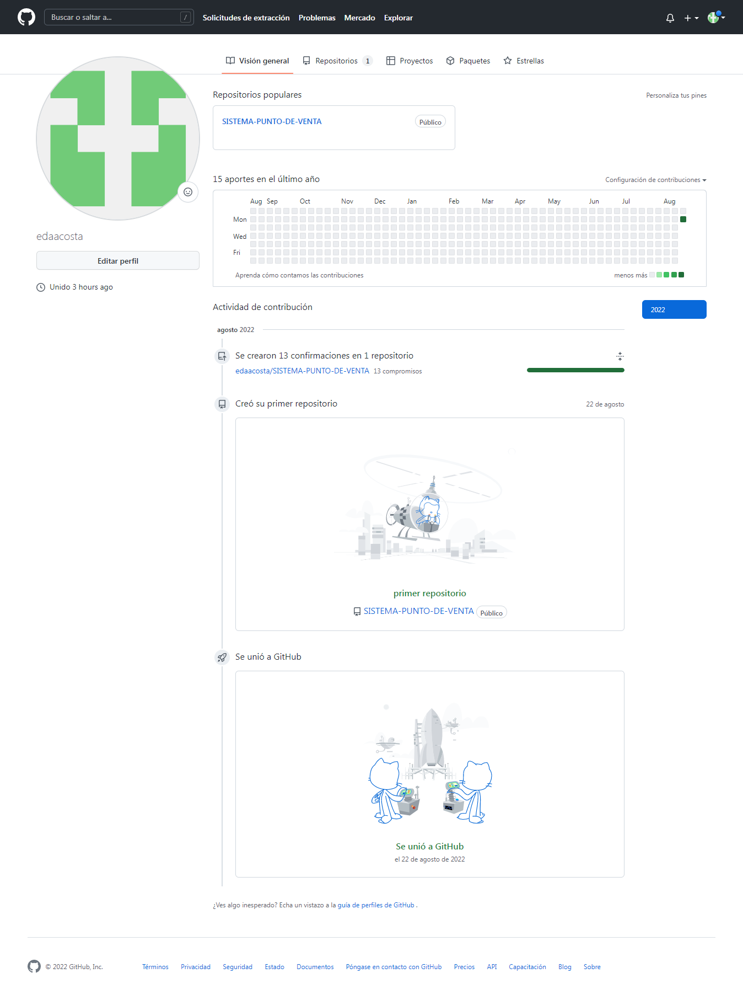 Buscar o saltar a...
/
Solicitudes de extracción
Problemas
Mercado
Explorar
Visión general
Repositorios 1
Proyectos
Paquetes
Estrellas
edaacosta
Editar perfil
Unido 3 hours ago
Repositorios populares
Personaliza tus pines
SISTEMA-PUNTO-DE-VENTA
Público
15 aportes en el último año
Configuración de contribuciones
Aug Sep Oct Nov Dec Jan Feb Mar Apr May Jun Jul Aug
Mon
Wed
Fri
Aprenda cómo contamos las contribuciones
menos más
Actividad de contribución
2022
agosto 2022
Se crearon 13 confirmaciones en 1 repositorio
edaacosta/SISTEMA-PUNTO-DE-VENTA 13 compromisos
Creó su primer repositorio
22 de agosto
primer repositorio
SISTEMA-PUNTO-DE-VENTA Público
Se unió a GitHub
Se unió a GitHub
el 22 de agosto de 2022
¿Ves algo inesperado? Echa un vistazo a la guía de perfiles de GitHub .
© 2022 GitHub, Inc.
Términos
Privacidad
Seguridad
Estado
Documentos
Póngase en contacto con GitHub
Precios
API
Capacitación
Blog
Sobre